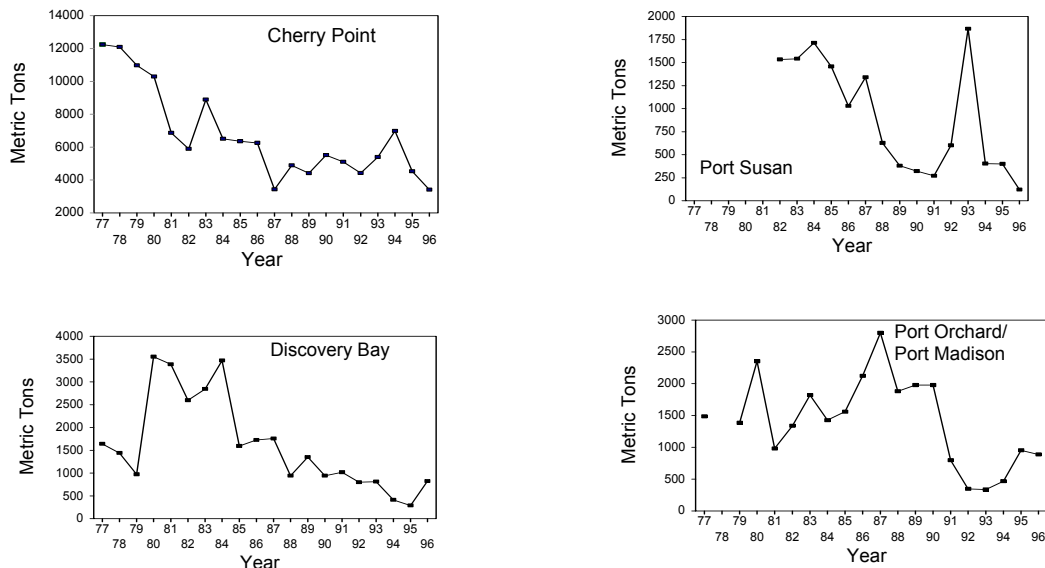 Cherry Point
Metric Tons
12000
14000
10000
8000
6000
4000
2000
77 79 81 83 85 87 89 91 93 95
78 80 82 84 86 88 90 92 94 96
Year
Port Susan
Metric Tons
2000
1750
1500
1250
1000
750
500
250
0
77 79 81 83 85 87 89 91 93 95
78 80 82 84 86 88 90 92 94 96
Year
Discovery Bay
Metric Tons
4000
3500
3000
2500
2000
1500
1000
500
0
77 79 81 83 85 87 89 91 93 95
78 80 82 84 86 88 90 92 94 96
Year
Port Orchard/
Port Madison
Metric Tons
3000
2500
2000
1500
1000
500
0
77 79 81 83 85 87 89 91 93 95
78 80 82 84 86 88 90 92 94 96
Year